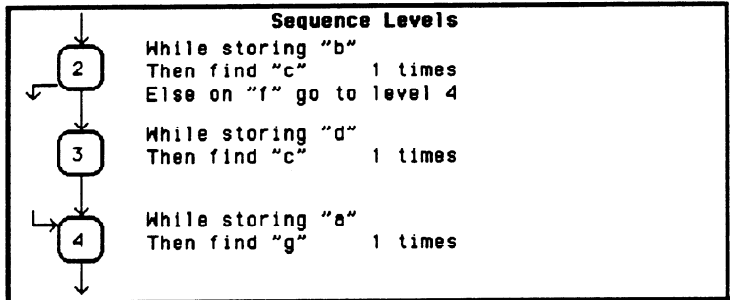 Sequence Levels
2
While storing "b"
Then find "c" 1 times
Else on "f" go to level 4
3
While storing "d"
Then find "c" 1 times
4
While storing "a"
Then find "g" 1 times